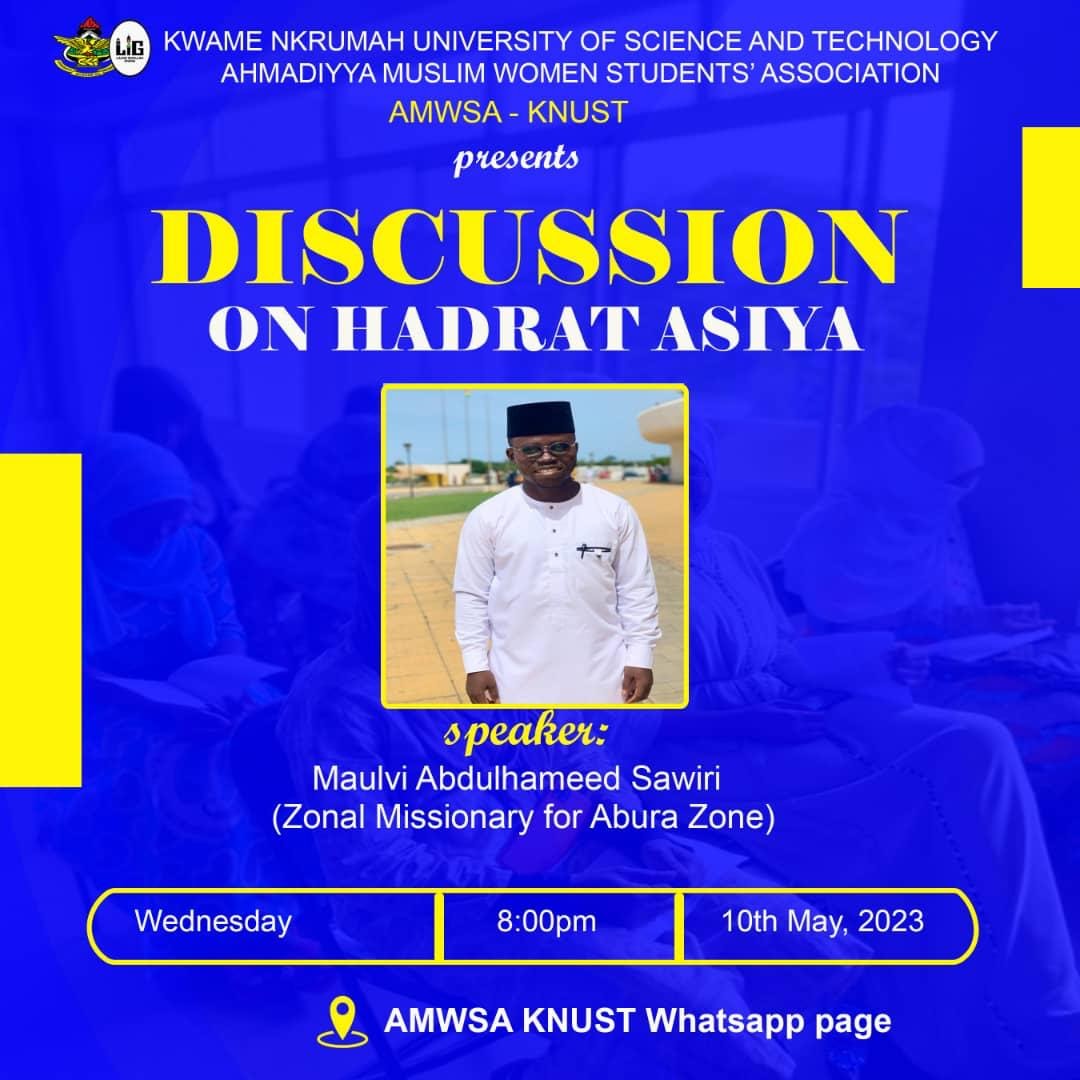 LIG
KWAME NKRUMAH UNIVERSITY OF SCIENCE AND TECHNOLOGY
AHMADIYYA MUSLIM WOMEN STUDENTS' ASSOCIATION
AMWSA - KNUST
presents
DISCUSSION
ON HADRAT ASIYA
speaker:
Maulvi Abdulhameed Sawiri
(Zonal Missionary for Abura Zone)
Wednesday 8:00pm 10th May, 2023
AMWSA KNUST Whatsapp page